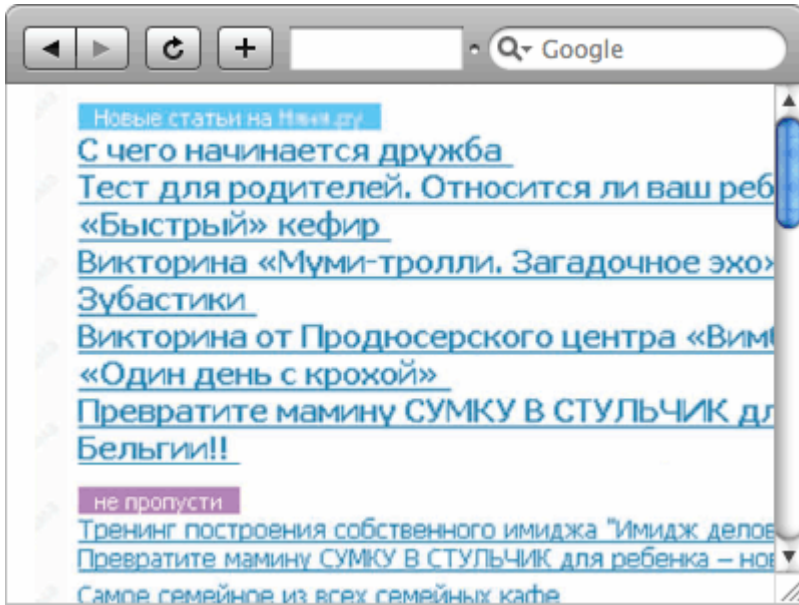 Google
Новые статьи на
С чего начинается дружба
Тест для родителей. Относится ли ваш реб
«Быстрый» кефир
Викторина «Муми-тролли. Загадочное эхо»
Зубастики
Викторина от Продюсерского центра «Вим
«Один день с крохой»
Превратите мамину СУМКУ В СТУЛЬЧИК дл
Бельгии!!
не пропусти
Тренинг построения собственного имиджа "Имидж делов
Превратите мамину СУМКУ В СТУЛЬЧИК для ребенка – нов
Самое семейное из всех семейных кафе